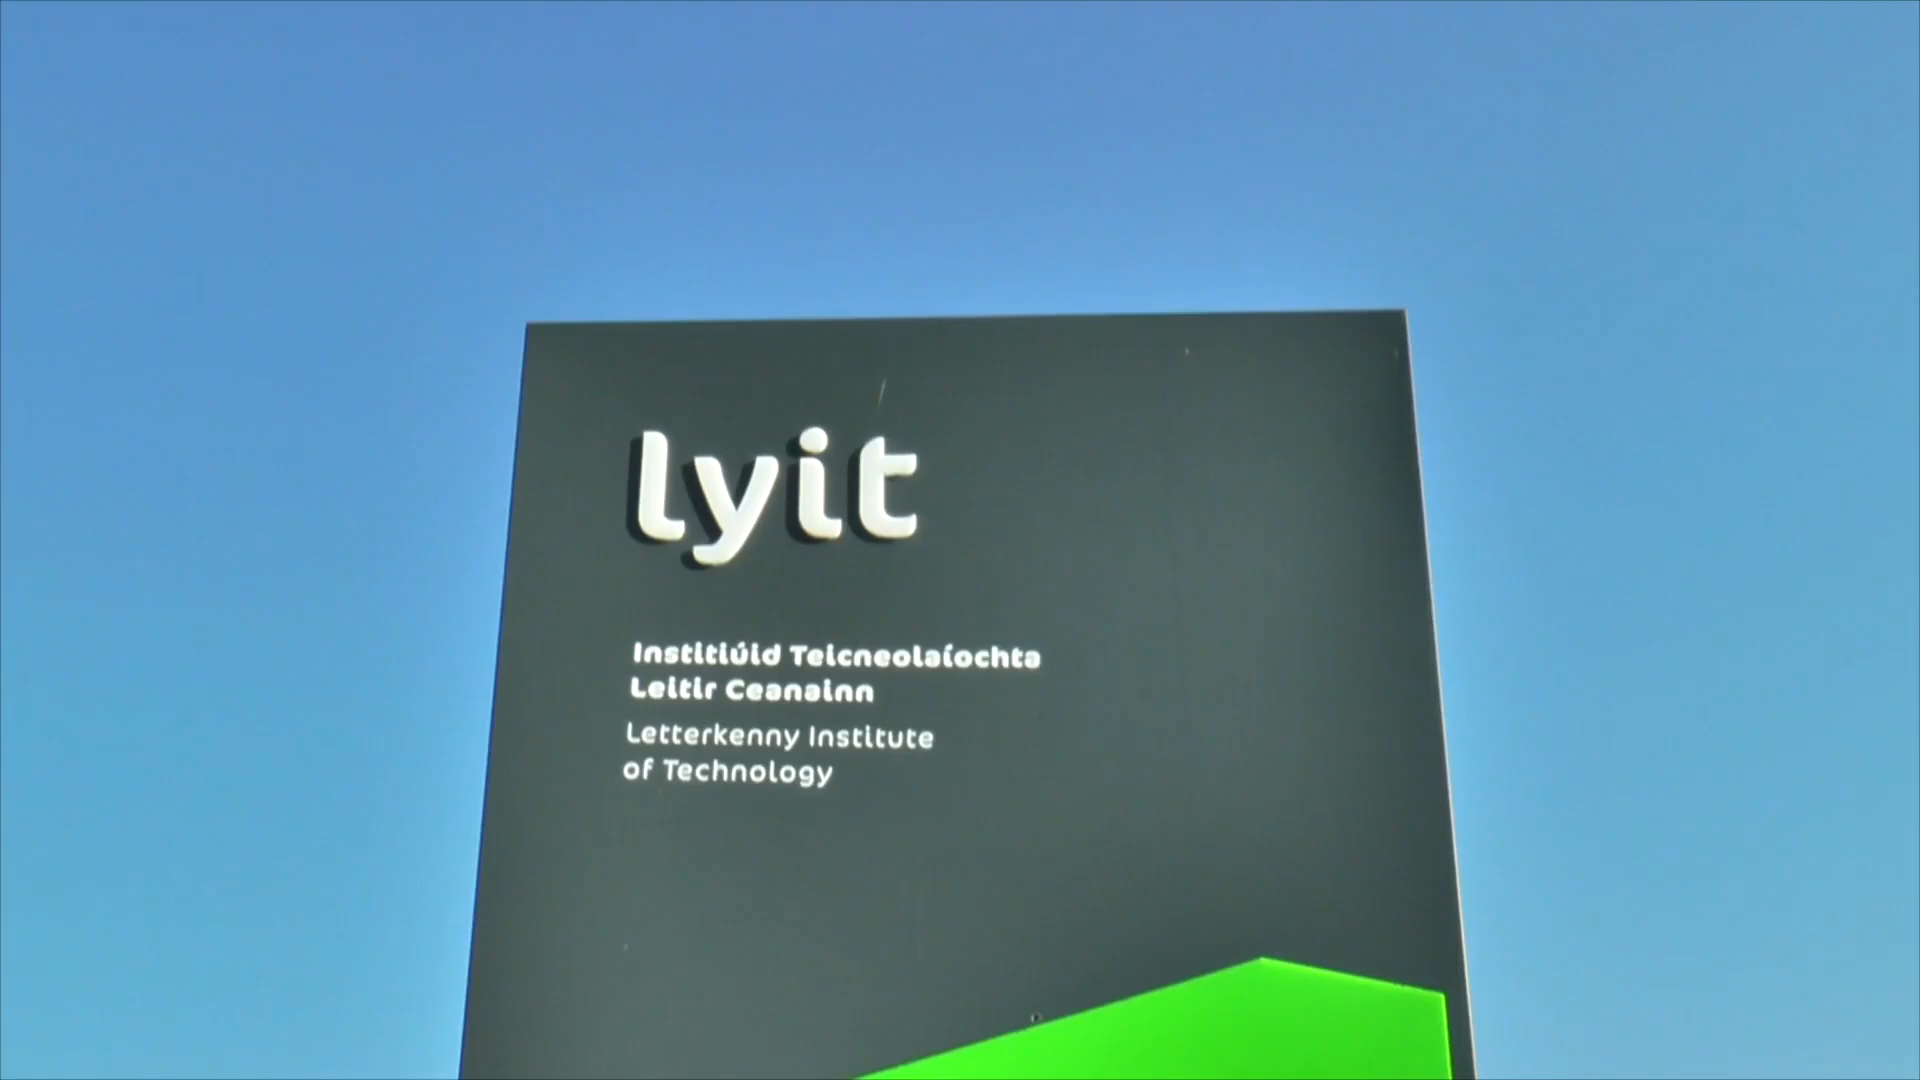 lyit
Institiúid Teicneolaíochta
Leitir Ceanainn
Letterkenny Institute
of Technology